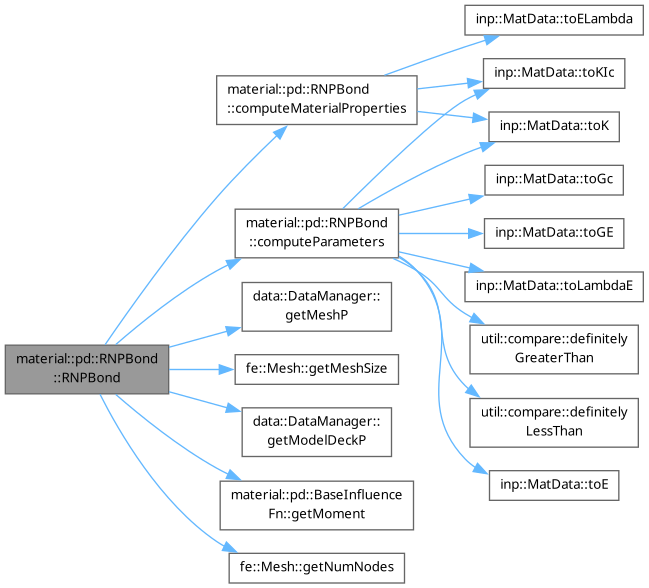 inp::MatData::toELambda
material::pd::RNPBond
::computeMaterialProperties
inp::MatData::toKIc
inp::MatData::toK
inp::MatData::toGc
material::pd::RNPBond
::computeParameters
inp::MatData::toGE
inp::MatData::toLambdaE
data::DataManager::
getMeshP
util::compare::definitely
GreaterThan
material::pd::RNPBond
::RNPBond
fe::Mesh::getMeshSize
data::DataManager::
getModelDeckP
util::compare::definitely
LessThan
material::pd::BaseInfluence
Fn::getMoment
inp::MatData::toE
fe::Mesh::getNumNodes